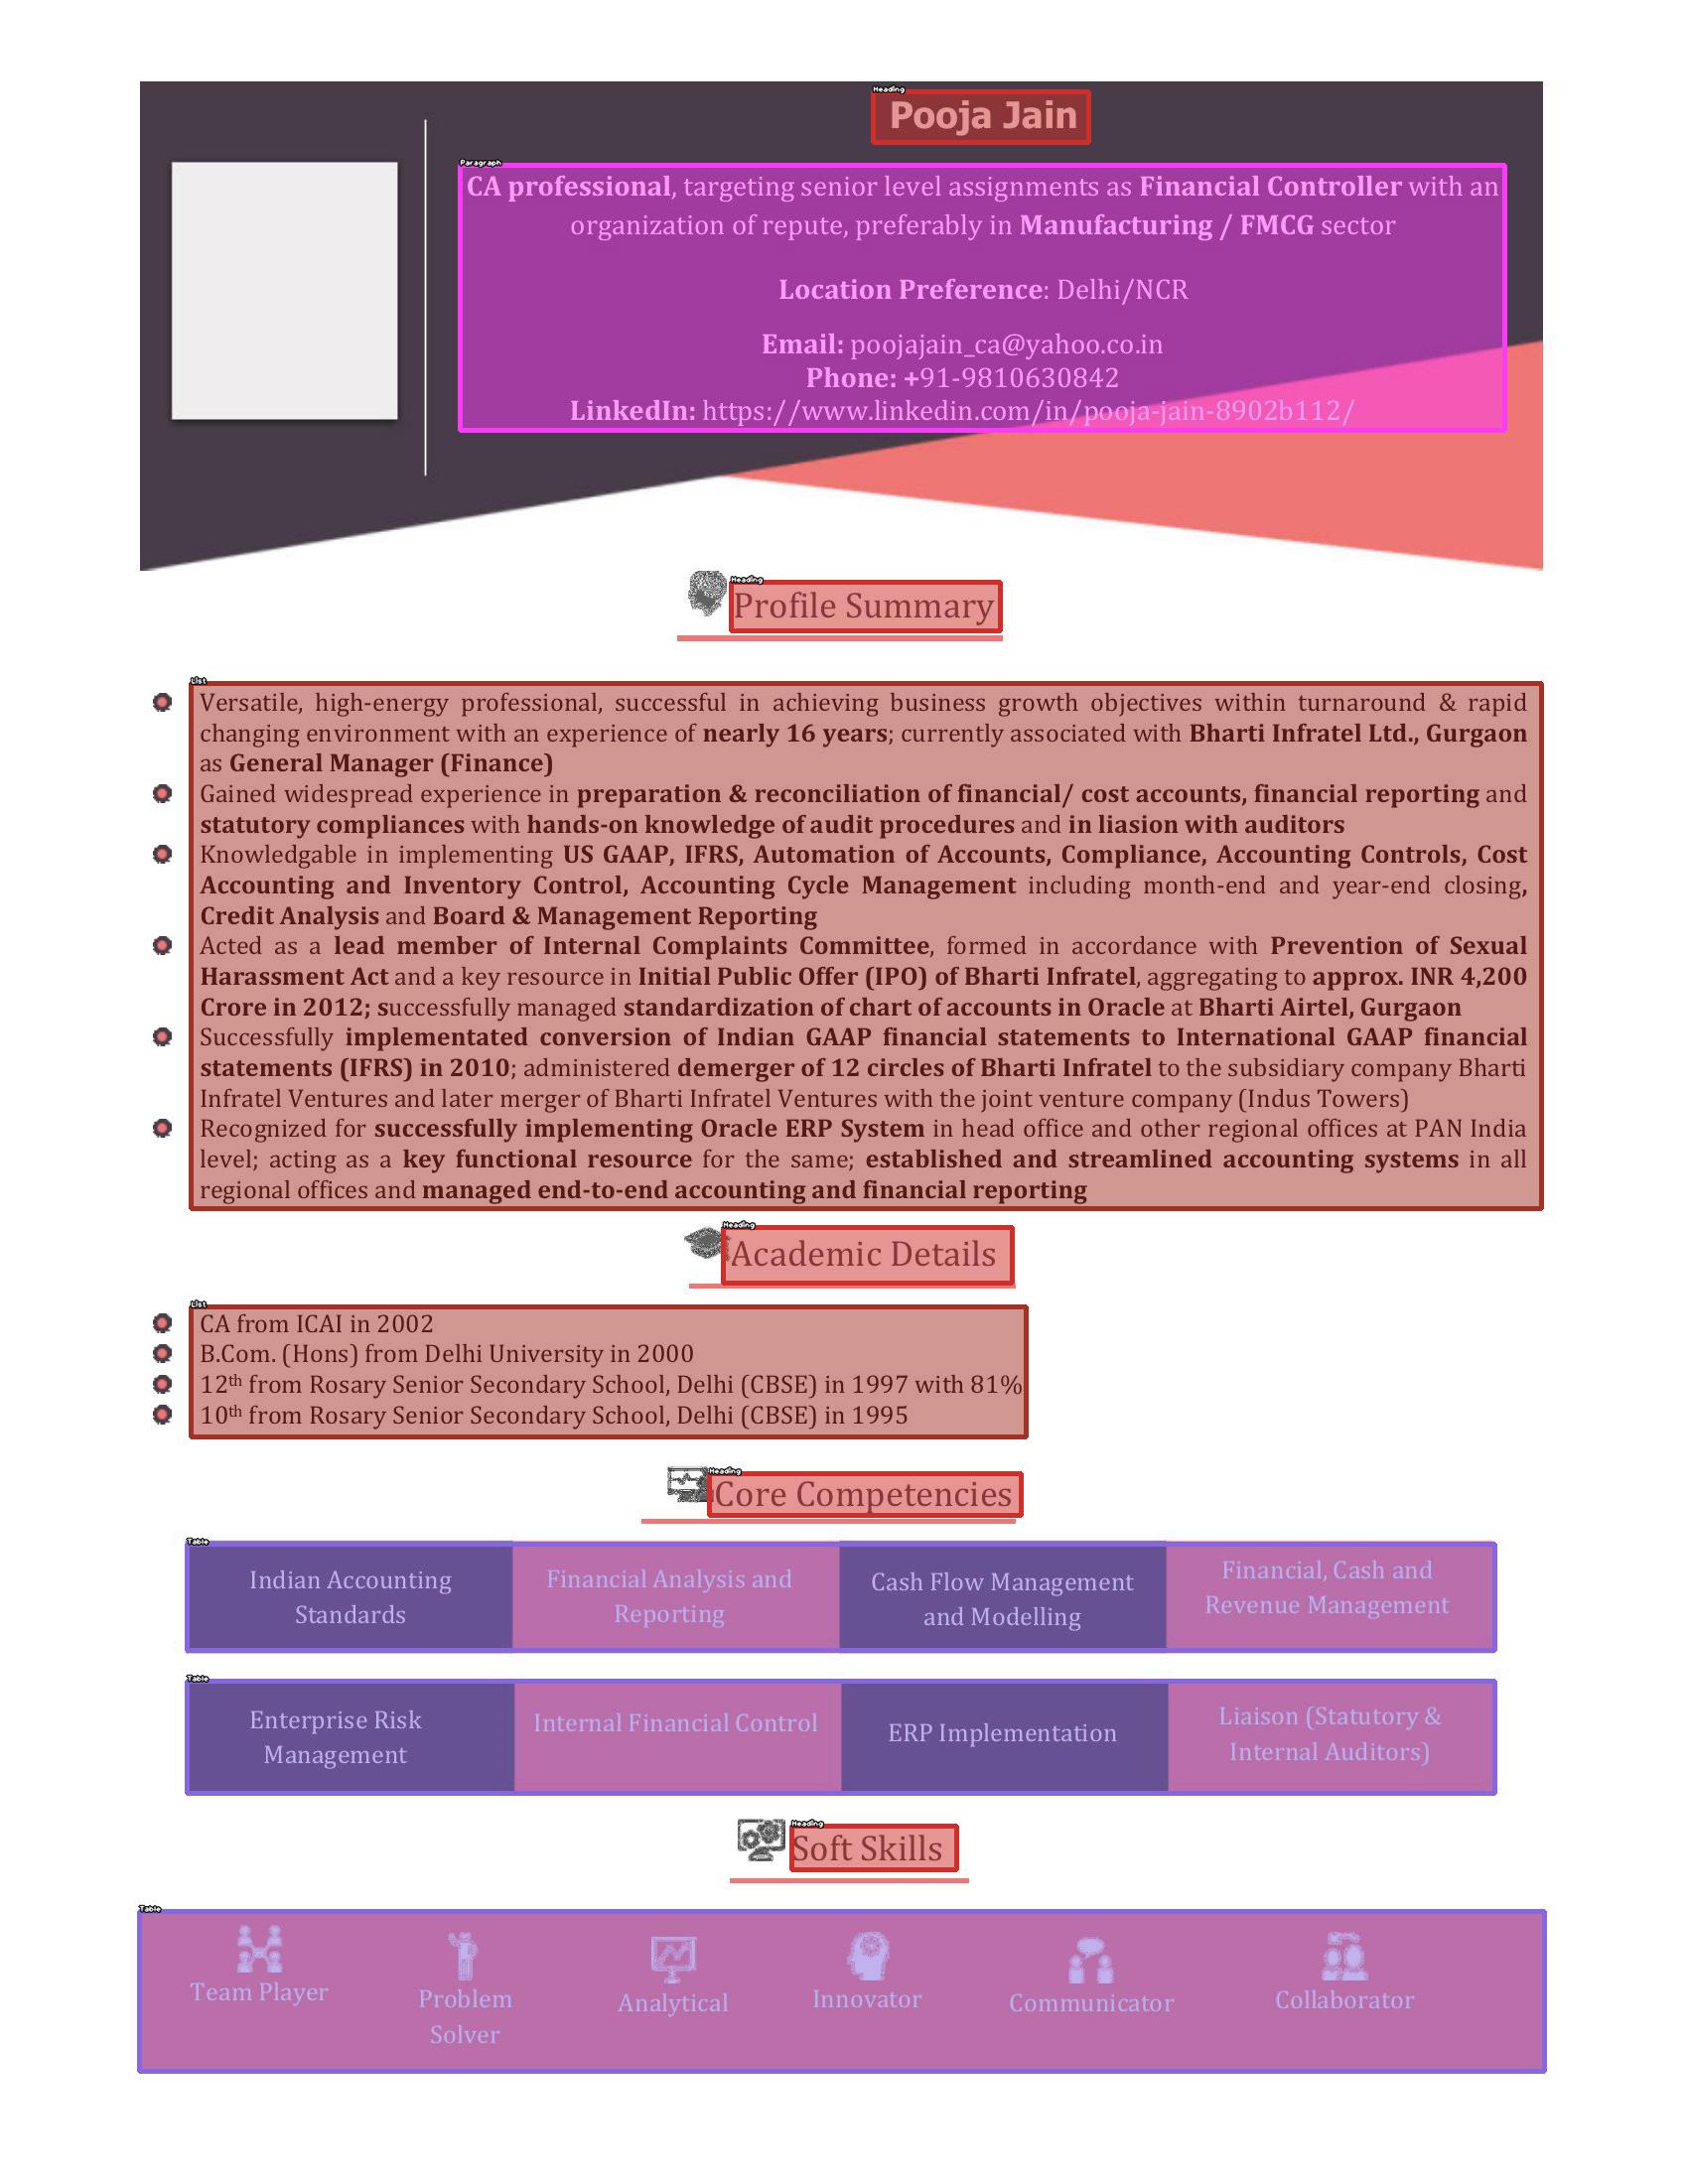 Heading
Pooja Jain
Paragraph
CA professional, targeting senior level assignments as Financial Controller with an
organization of repute, preferably in Manufacturing / FMCG sector
Location Preference: Delhi/NCR
Email: poojajain_ca@yahoo.co.in
Phone: +91-9810630842
LinkedIn: https://www.linkedin.com/in/pooja-jain-8902b112/
Heading
Profile Summary
List
Versatile, high-energy professional, successful in achieving business growth objectives within turnaround & rapid
changing environment with an experience of nearly 16 years; currently associated with Bharti Infratel Ltd., Gurgaon
as General Manager (Finance)
Gained widespread experience in preparation & reconciliation of financial/ cost accounts, financial reporting and
statutory compliances with hands-on knowledge of audit procedures and in liasion with auditors
Knowledgable in implementing US GAAP, IFRS, Automation of Accounts, Compliance, Accounting Controls, Cost
Accounting and Inventory Control, Accounting Cycle Management including month-end and year-end closing,
Credit Analysis and Board & Management Reporting
Acted as a lead member of Internal Complaints Committee, formed in accordance with Prevention of Sexual
Harassment Act and a key resource in Initial Public Offer (IPO) of Bharti Infratel, aggregating to approx. INR 4,200
Crore in 2012; successfully managed standardization of chart of accounts in Oracle at Bharti Airtel, Gurgaon
Successfully implementated conversion of Indian GAAP financial statements to International GAAP financial
statements (IFRS) in 2010; administered demerger of 12 circles of Bharti Infratel to the subsidiary company Bharti
Infratel Ventures and later merger of Bharti Infratel Ventures with the joint venture company (Indus Towers)
Recognized for successfully implementing Oracle ERP System in head office and other regional offices at PAN India
level; acting as a key functional resource for the same; established and streamlined accounting systems in all
regional offices and managed end-to-end accounting and financial reporting
Heading
Academic Details
List
CA from ICAI in 2002
B.Com. (Hons) from Delhi University in 2000
12th from Rosary Senior Secondary School, Delhi (CBSE) in 1997 with 81%
10th from Rosary Senior Secondary School, Delhi (CBSE) in 1995
Heading
Core Competencies
Table
Indian Accounting
Standards
Financial Analysis and
Reporting
Cash Flow Management
and Modelling
Financial, Cash and
Revenue Management
Table
Enterprise Risk
Management
Internal Financial Control
ERP Implementation
Liaison (Statutory &
Internal Auditors)
Heading
Soft Skills
Table
Team Player
Problem
Solver
Analytical
Innovator
Communicator
Collaborator